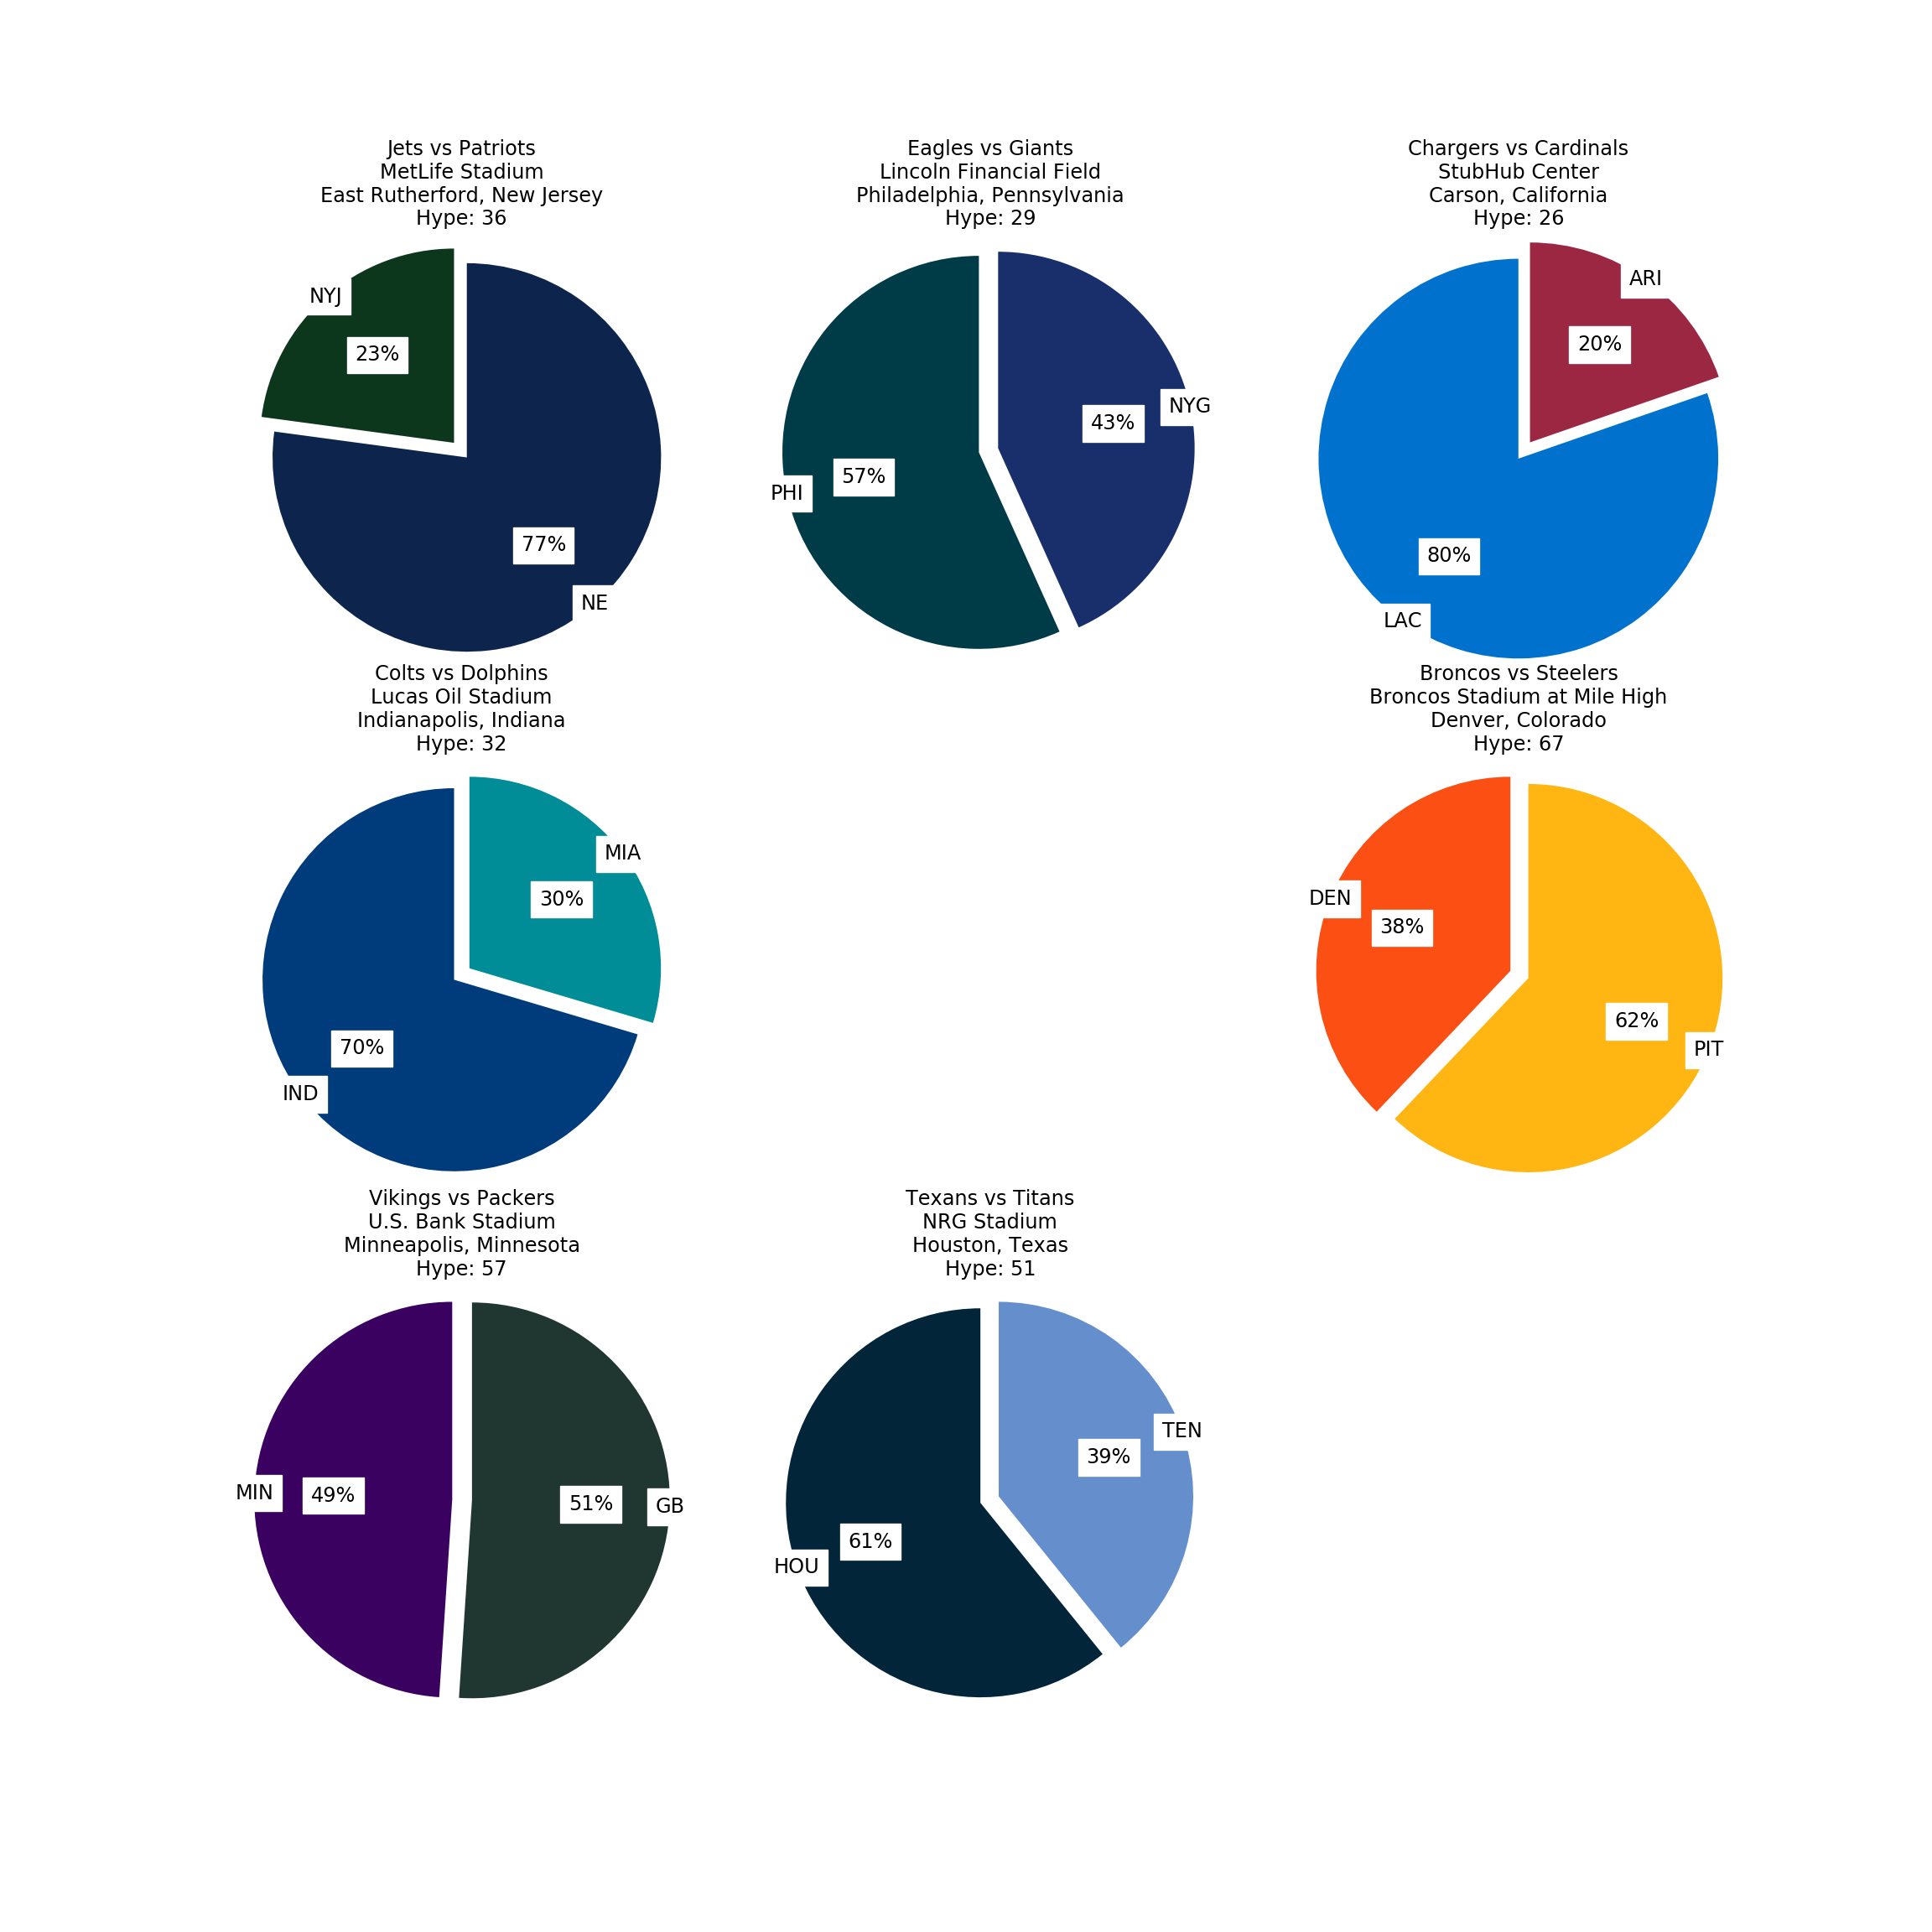 Jets vs Patriots
MetLife Stadium
East Rutherford, New Jersey
Hype: 36
NYJ
23%
77%
NE
Eagles vs Giants
Lincoln Financial Field
Philadelphia, Pennsylvania
Hype: 29
NYG
43%
57%
PHI
Chargers vs Cardinals
StubHub Center
Carson, California
Hype: 26
ARI
20%
80%
LAC
Colts vs Dolphins
Lucas Oil Stadium
Indianapolis, Indiana
Hype: 32
MIA
30%
70%
IND
Broncos vs Steelers
Broncos Stadium at Mile High
Denver, Colorado
Hype: 67
DEN
38%
62%
PIT
Vikings vs Packers
U.S. Bank Stadium
Minneapolis, Minnesota
Hype: 57
MIN
49%
51%
GB
Texans vs Titans
NRG Stadium
Houston, Texas
Hype: 51
TEN
39%
61%
HOU